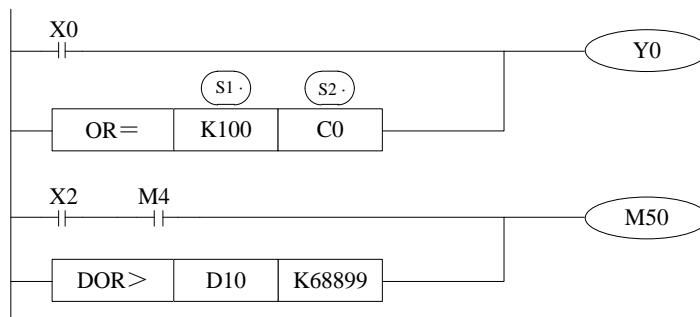 X0
Y0
S1 · S2 ·
OR＝ K100 C0
X2 M4
M50
DOR＞ D10 K68899